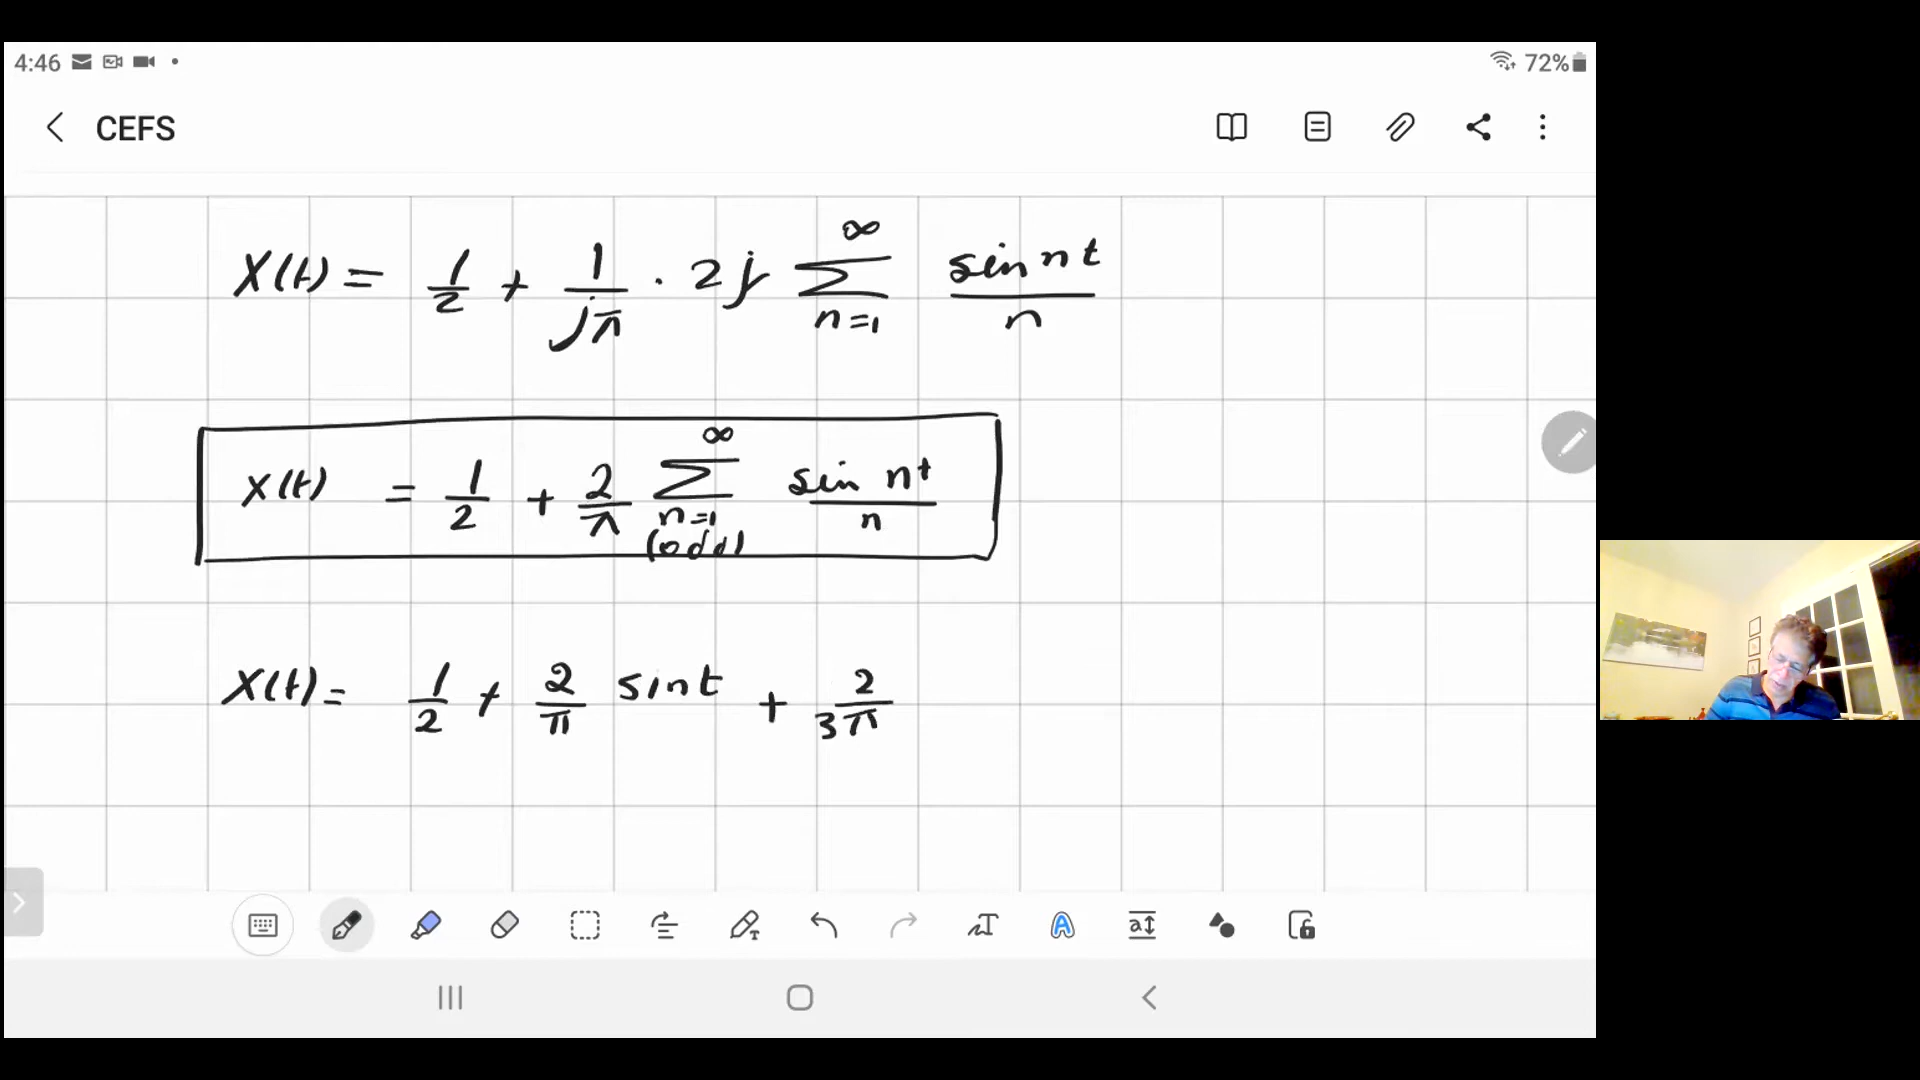 4:46 72%
CEFS
X(t) = 1/2 + 1/jπ · 2j ∑_{n=1}^{∞} sin nt / n
X(t) = 1/2 + 2/π ∑_{n=1 (odd)}^{∞} sin nt / n
X(t) = 1/2 + 2/π sin t + 2/3π